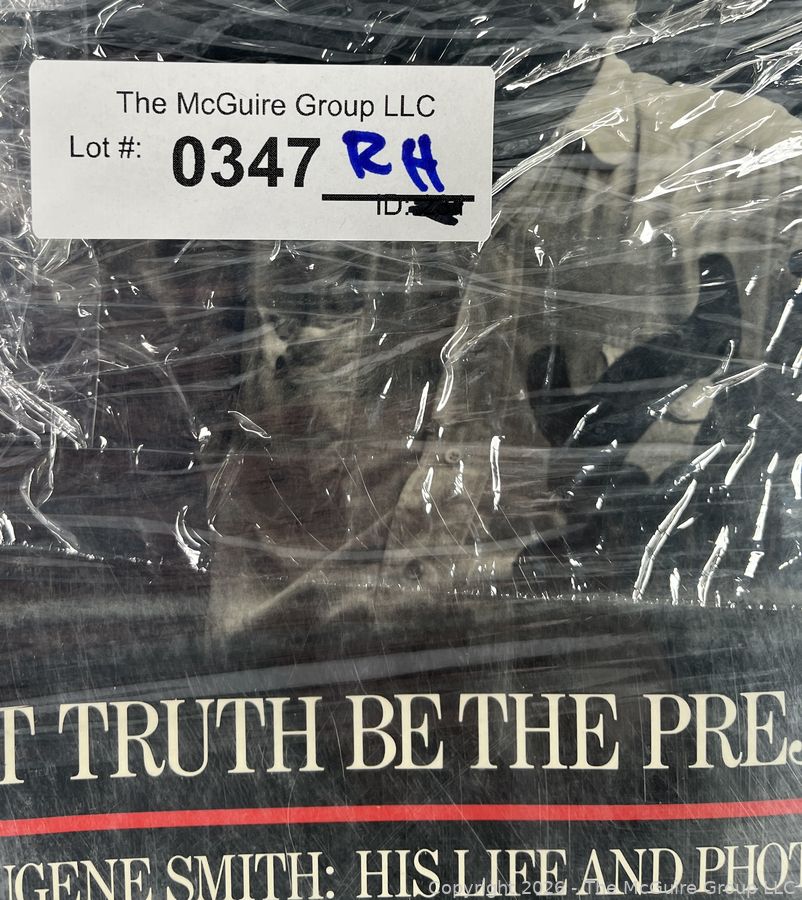 The McGuire Group LLC
Lot #: 0347 RH
ID:
T TRUTH BE THE PREJ
UGENE SMITH: HIS LIFE AND PHOT
Copyright 2026 - The McGuire Group LLC